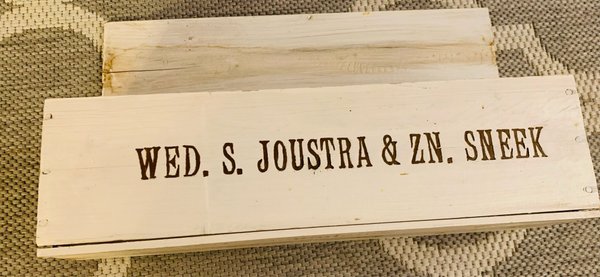 WED. S. JOUSTRA & ZN. SNEEK